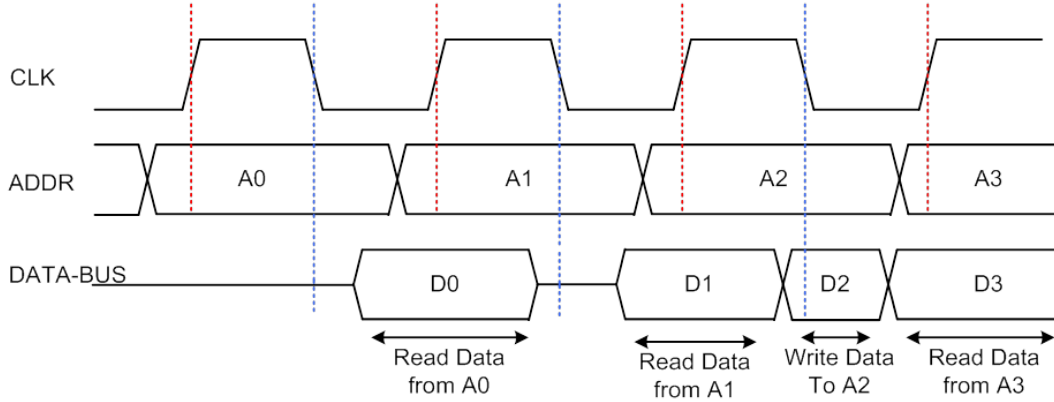 CLK
ADDR
A0
A1
A2
A3
DATA-BUS
D0
D1
D2
D3
Read Data
from A0
Read Data
from A1
Write Data
To A2
Read Data
from A3